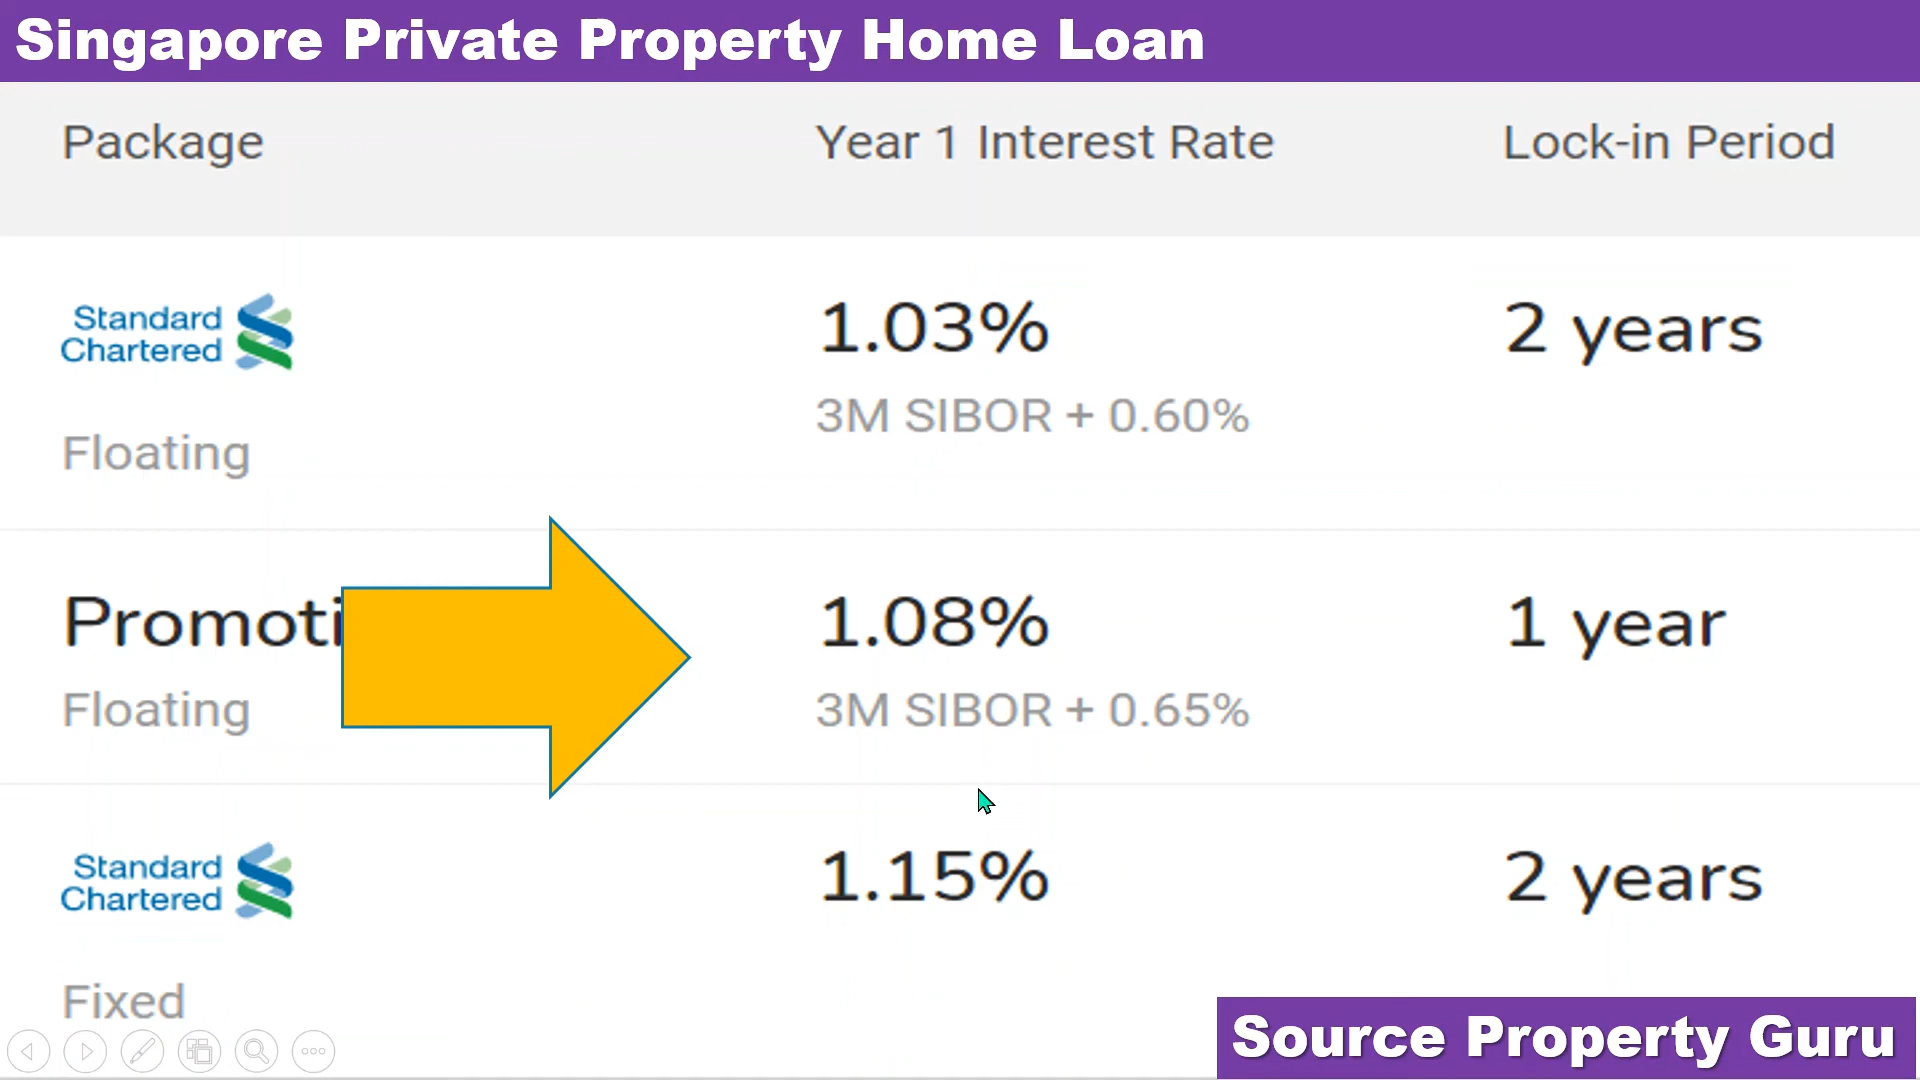 Singapore Private Property Home Loan
Package Year 1 Interest Rate Lock-in Period
Standard
Chartered
1.03% 2 years
3M SIBOR + 0.60%
Floating
1.08% 1 year
Floating 3M SIBOR + 0.65%
Standard
Chartered
1.15% 2 years
Fixed
Source Property Guru